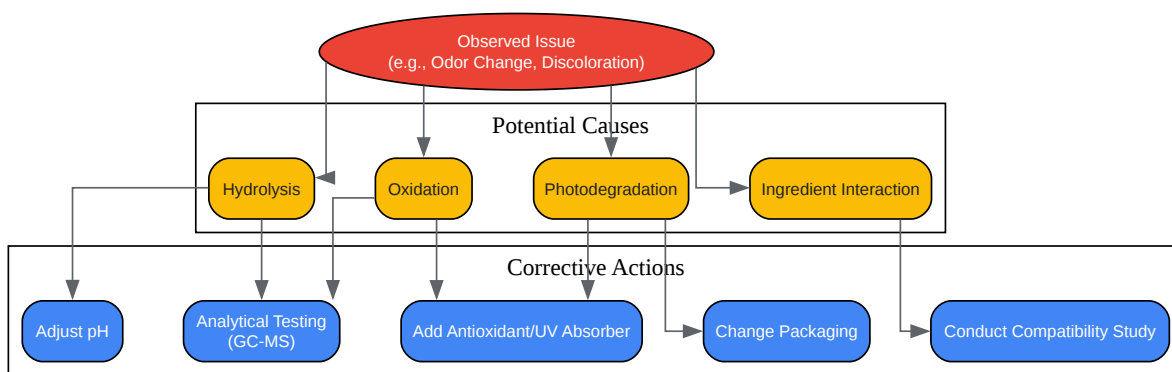 Observed Issue
(e.g., Odor Change, Discoloration)
Potential Causes
Hydrolysis
Oxidation
Photodegradation
Ingredient Interaction
Corrective Actions
Adjust pH
Analytical Testing
(GC-MS)
Add Antioxidant/UV Absorber
Change Packaging
Conduct Compatibility Study